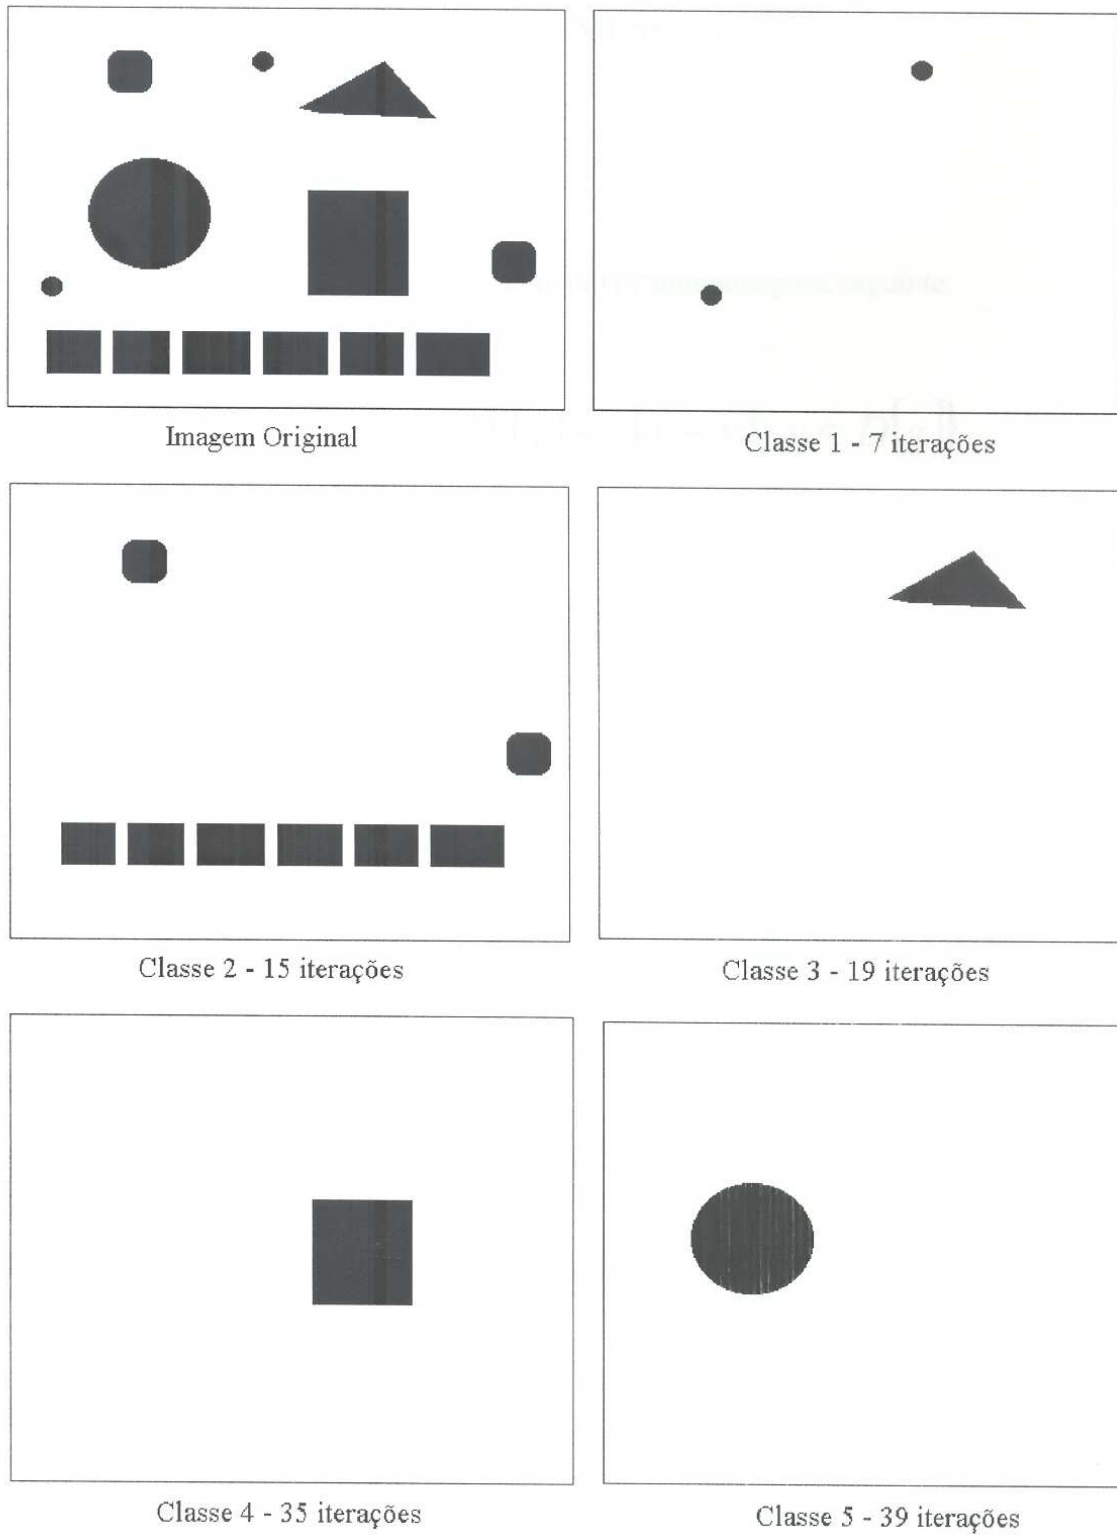 Imagem Original
Classe 1 - 7 iterações
Classe 2 - 15 iterações
Classe 3 - 19 iterações
Classe 4 - 35 iterações
Classe 5 - 39 iterações